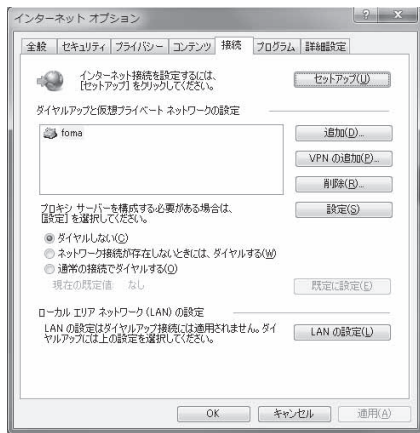 インターネット オプション
全般 セキュリティ プライバシー コンテンツ 接続 プログラム 詳細設定
インターネット接続を設定するには、
[セットアップ] をクリックしてください。
セットアップ(U)
ダイヤルアップと仮想プライベート ネットワークの設定
foma
追加(D)...
VPN の追加(P)...
削除(R)...
プロキシ サーバーを構成する必要がある場合は、
[設定] を選択してください。
設定(S)
ダイヤルしない(C)
ネットワーク接続が存在しないときには、ダイヤルする(W)
通常の接続でダイヤルする(O)
現在の既定値: なし
既定に設定(E)
ローカル エリア ネットワーク (LAN) の設定
LAN の設定はダイヤルアップ接続には適用されません。ダイ
ヤルアップには上の設定を選択してください。
LAN の設定(L)
OK キャンセル 適用(A)